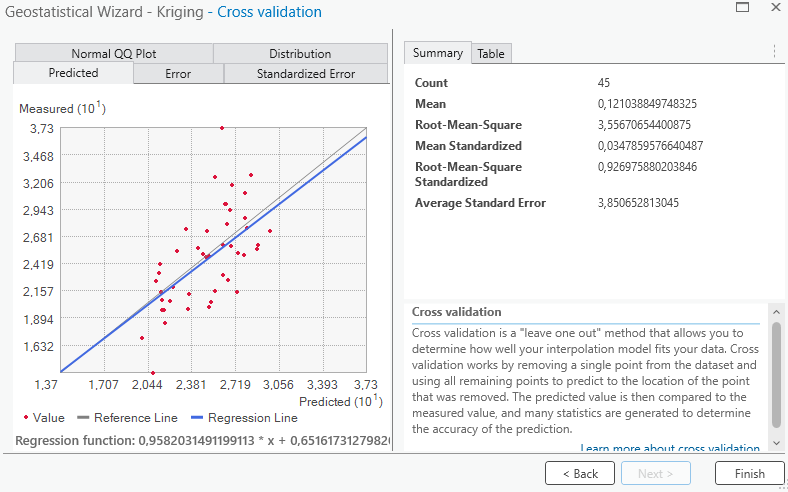 Geostatistical Wizard - Kriging - Cross validation
Normal QQ Plot
Distribution
Predicted
Error
Standardized Error
Measured (10¹)
3,73
3,468
3,206
2,943
2,681
2,419
2,157
1,894
1,632
1,37
1,707
2,044
2,381
2,719
3,056
3,393
3,73
Predicted (10¹)
Value
Reference Line
Regression Line
Regression function: 0,9582031491199113 * x + 0,65161731279826
Summary
Table
Count 45
Mean 0,121038849748325
Root-Mean-Square 3,55670654400875
Mean Standardized 0,0347859576640487
Root-Mean-Square 0,926975880203846
Standardized
Average Standard Error 3,850652813045
Cross validation
Cross validation is a "leave one out" method that allows you to
determine how well your interpolation model fits your data. Cross
validation works by removing a single point from the dataset and
using all remaining points to predict to the location of the point
that was removed. The predicted value is then compared to the
measured value, and many statistics are generated to determine
the accuracy of the prediction.
Learn more about cross validation
< Back
Next >
Finish